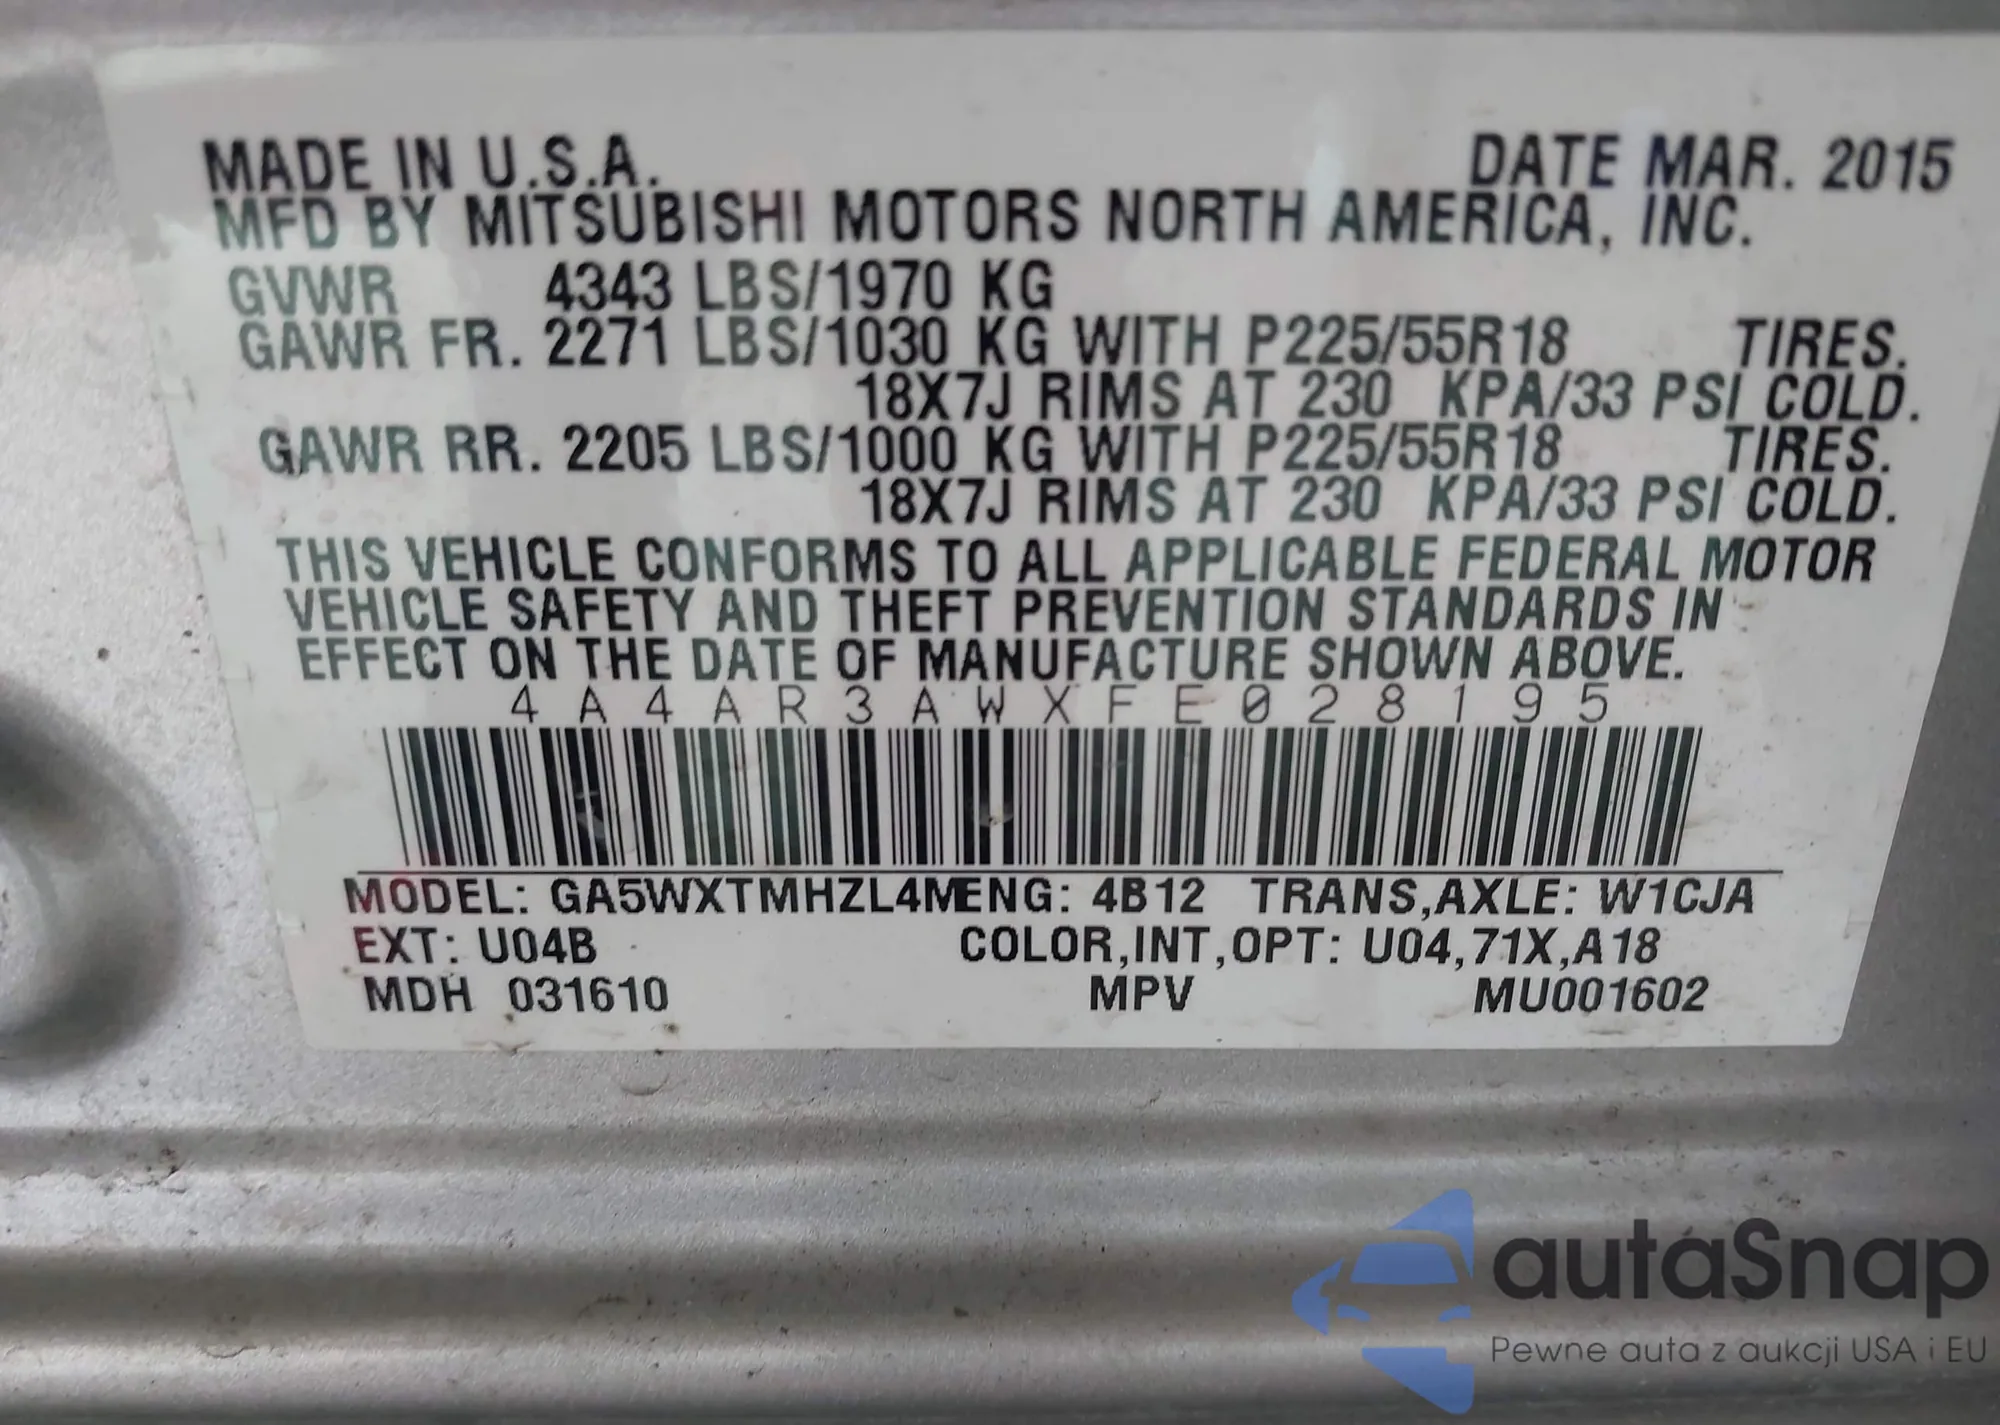 MADE IN U.S.A. DATE MAR. 2015
MFD BY MITSUBISHI MOTORS NORTH AMERICA, INC.
GVWR 4343 LBS/1970 KG
GAWR FR. 2271 LBS/1030 KG WITH P225/55R18 TIRES.
18X7J RIMS AT 230 KPA/33 PSI COLD.
GAWR RR. 2205 LBS/1000 KG WITH P225/55R18 TIRES.
18X7J RIMS AT 230 KPA/33 PSI COLD.
THIS VEHICLE CONFORMS TO ALL APPLICABLE FEDERAL MOTOR
VEHICLE SAFETY AND THEFT PREVENTION STANDARDS IN
EFFECT ON THE DATE OF MANUFACTURE SHOWN ABOVE.
4A4AR3AWXFE028195
MODEL: GA5WXTMHZL4MENG: 4B12 TRANS,AXLE: W1CJA
EXT: U04B COLOR,INT,OPT: U04,71X,A18
MDH 031610 MPV MU001602
autaSnap
Pewne auta z aukcji USA i EU